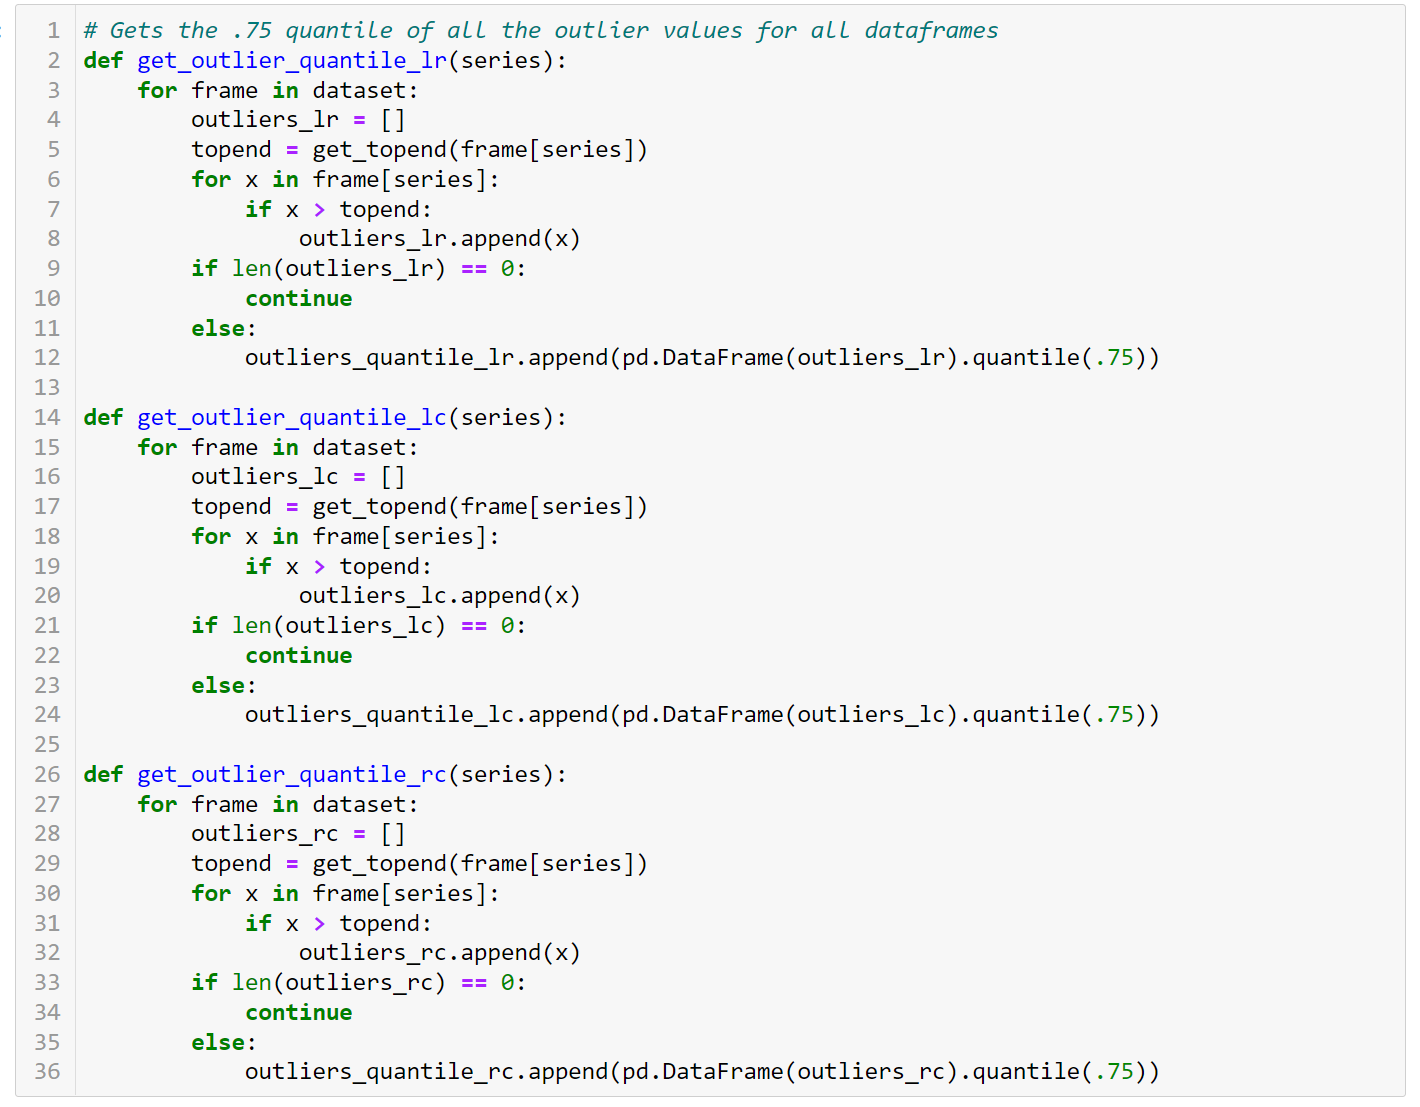 1 # Gets the .75 quantile of all the outlier values for all dataframes
2 def get_outlier_quantile_lr(series):
3     for frame in dataset:
4         outliers_lr = []
5         topend = get_topend(frame[series])
6         for x in frame[series]:
7             if x > topend:
8                 outliers_lr.append(x)
9         if len(outliers_lr) == 0:
10             continue
11         else:
12             outliers_quantile_lr.append(pd.DataFrame(outliers_lr).quantile(.75))
13
14 def get_outlier_quantile_lc(series):
15     for frame in dataset:
16         outliers_lc = []
17         topend = get_topend(frame[series])
18         for x in frame[series]:
19             if x > topend:
20                 outliers_lc.append(x)
21         if len(outliers_lc) == 0:
22             continue
23         else:
24             outliers_quantile_lc.append(pd.DataFrame(outliers_lc).quantile(.75))
25
26 def get_outlier_quantile_rc(series):
27     for frame in dataset:
28         outliers_rc = []
29         topend = get_topend(frame[series])
30         for x in frame[series]:
31             if x > topend:
32                 outliers_rc.append(x)
33         if len(outliers_rc) == 0:
34             continue
35         else:
36             outliers_quantile_rc.append(pd.DataFrame(outliers_rc).quantile(.75))